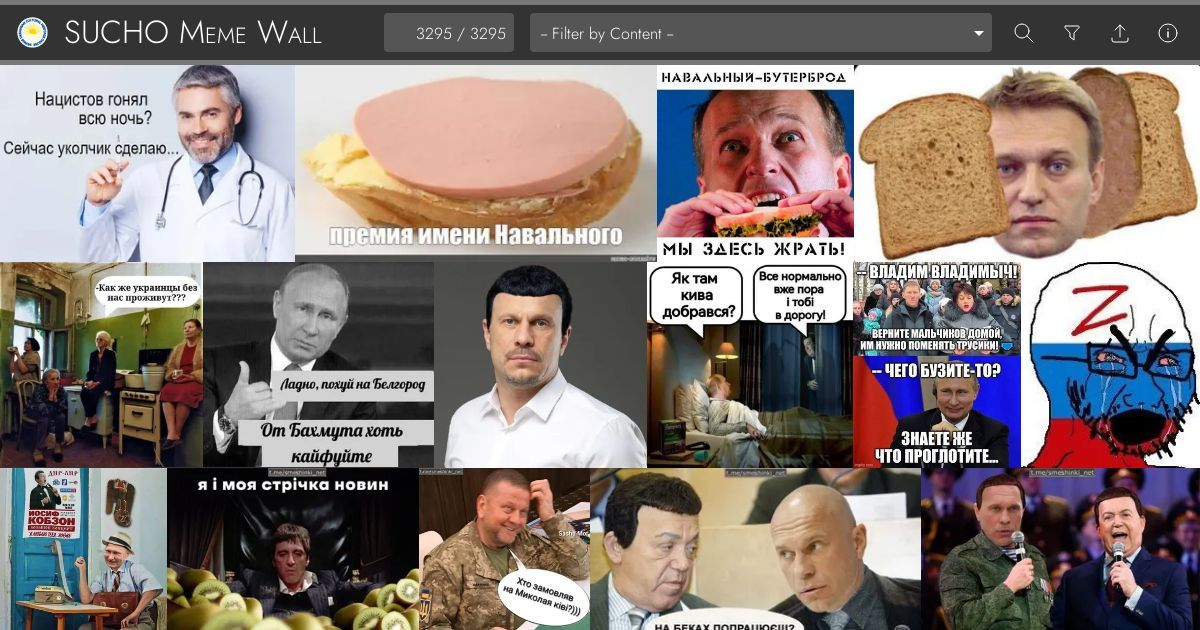 SUCHO Meme Wall
3295 / 3295
-- Filter by Content --
Нацистов гонял
всю ночь?
Сейчас уколчик сделаю...
премия имени Навального
НАВАЛЬНЫЙ-БУТЕРБРОД
МЫ ЗДЕСЬ ЖРАТЬ!
-Как же украинцы без
нас проживут???
Ладно, похуй на Белгород
От Бахмута хоть
кайфуйте
Як там
кива
добрався?
Все нормально
вже пора
і тобі
в дорогу!
-- ВЛАДИМ ВЛАДИМЫЧ!
ВЕРНИТЕ МАЛЬЧИКОВ ДОМОЙ,
ИМ НУЖНО ПОМЕНЯТЬ ТРУСИКИ!
-- ЧЕГО БУЗИТЕ-ТО?
ЗНАЕТЕ ЖЕ
ЧТО ПРОГЛОТИТЕ...
Z
ДНР-ЛНР
ИОСИФ
КОБЗОН
t.me/smeshinki_net
я і моя стрічка новин
Хто замовляв
на Миколая ківі?)))
t.me/smeshinki_net
НА БЕКАХ ПОПРАЦЮЄШ?
t.me/smeshinki_net